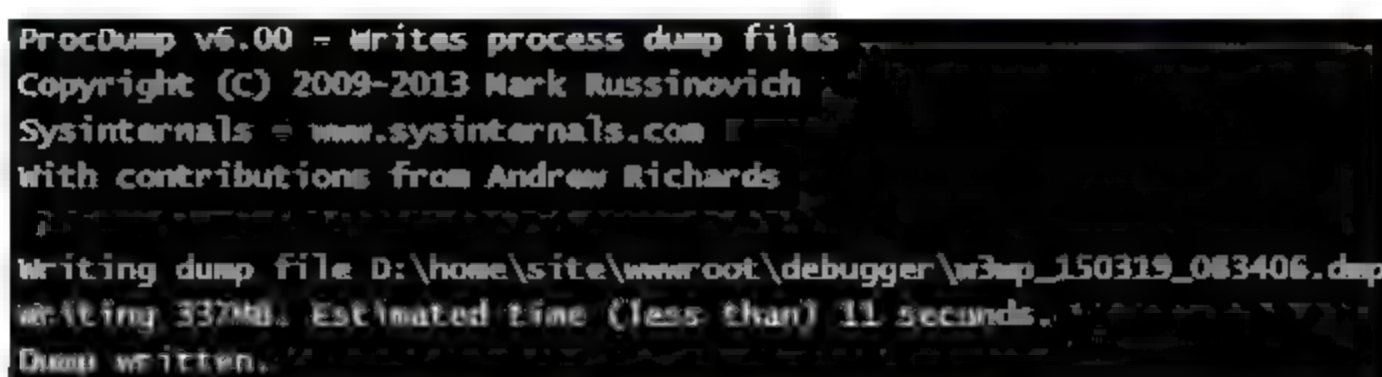 ProcDump v6.00 - Writes process dump files
Copyright (C) 2009-2013 Mark Russinovich
Sysinternals - www.sysinternals.com
With contributions from Andrew Richards
Writing dump file D:\home\site\wwwroot\debugger\w3wp_150319_083406.dmp
Writing 337MB. Estimated time (less than) 11 seconds.
Dump written.